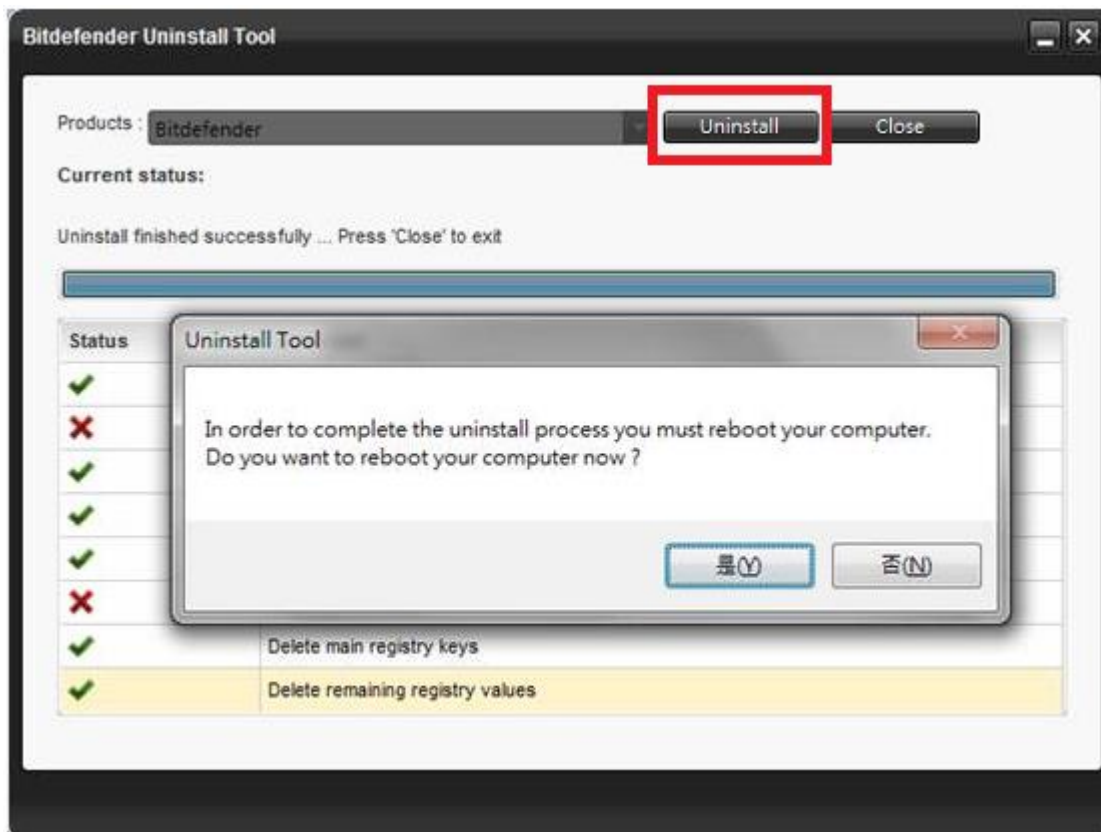 Bitdefender Uninstall Tool
Products : Bitdefender Uninstall Close
Current status:
Uninstall finished successfully ... Press 'Close' to exit
Status
Uninstall Tool
In order to complete the uninstall process you must reboot your computer.
Do you want to reboot your computer now ?
是(Y) 否(N)
Delete main registry keys
Delete remaining registry values